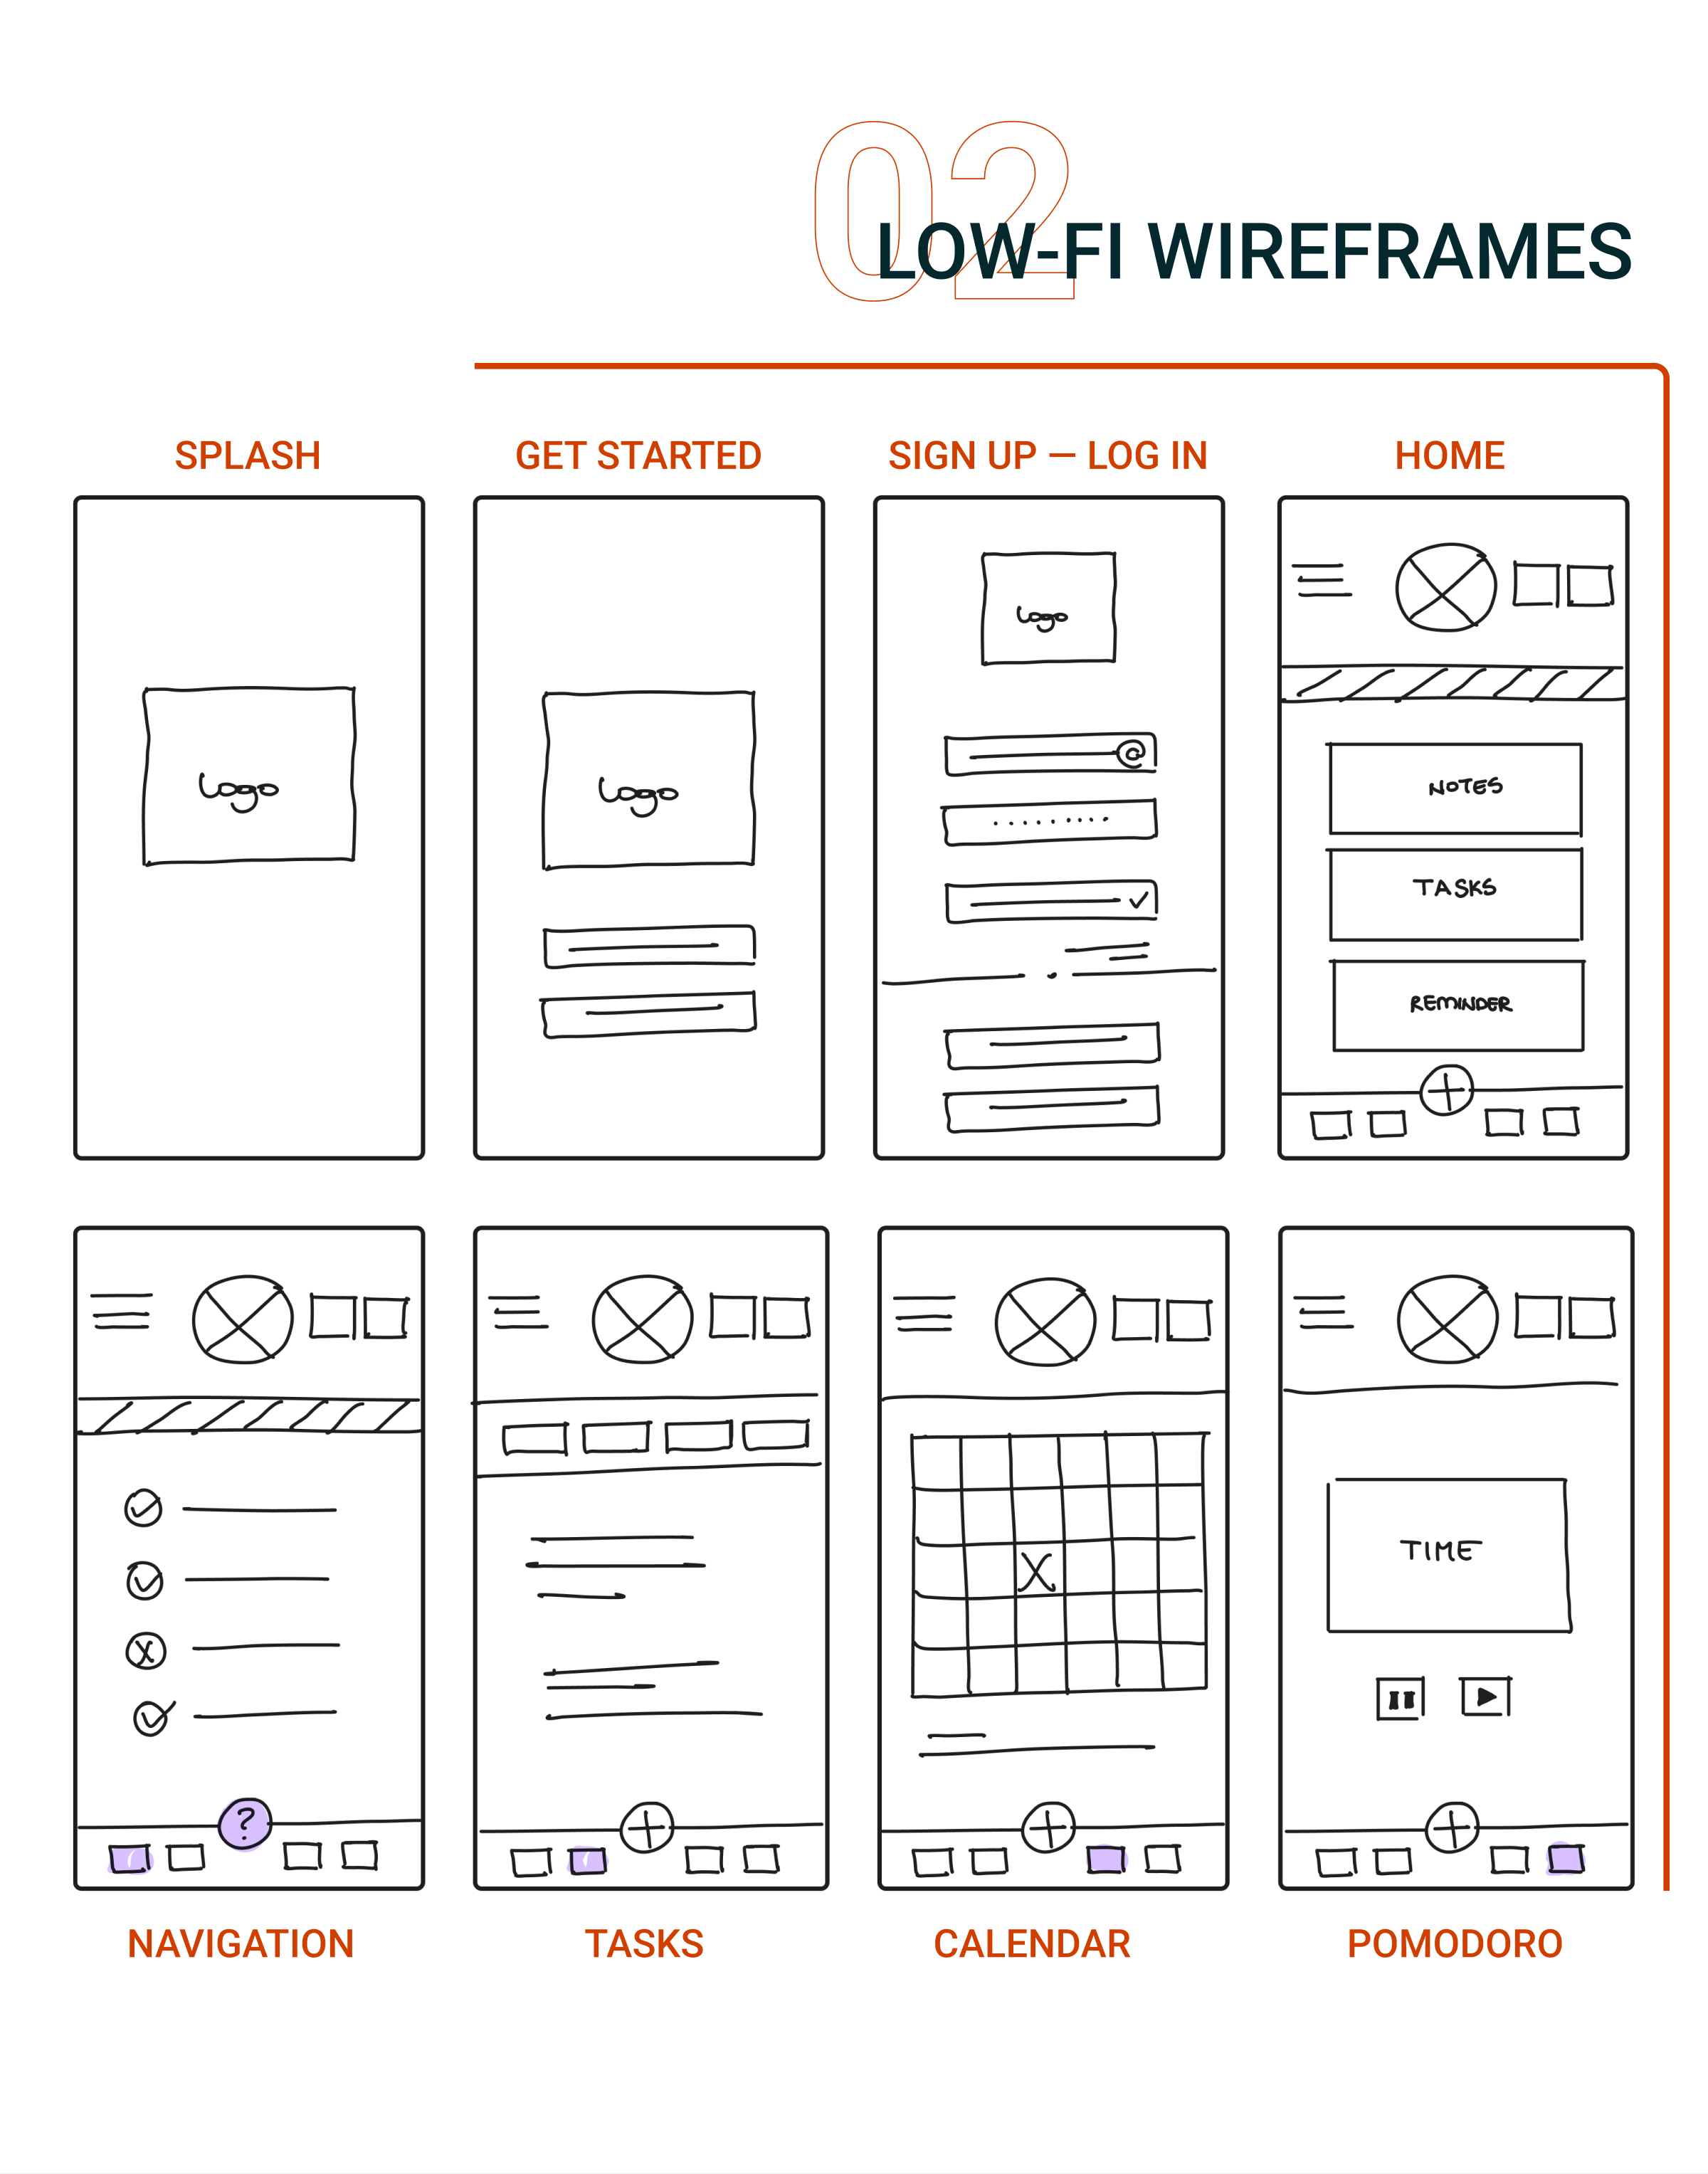 02
LOW-FI WIREFRAMES
SPLASH
GET STARTED
SIGN UP — LOG IN
HOME
Logo
Logo
Logo
@
NOTES
TASKS
REMINDER
TIME
?
NAVIGATION
TASKS
CALENDAR
POMODORO